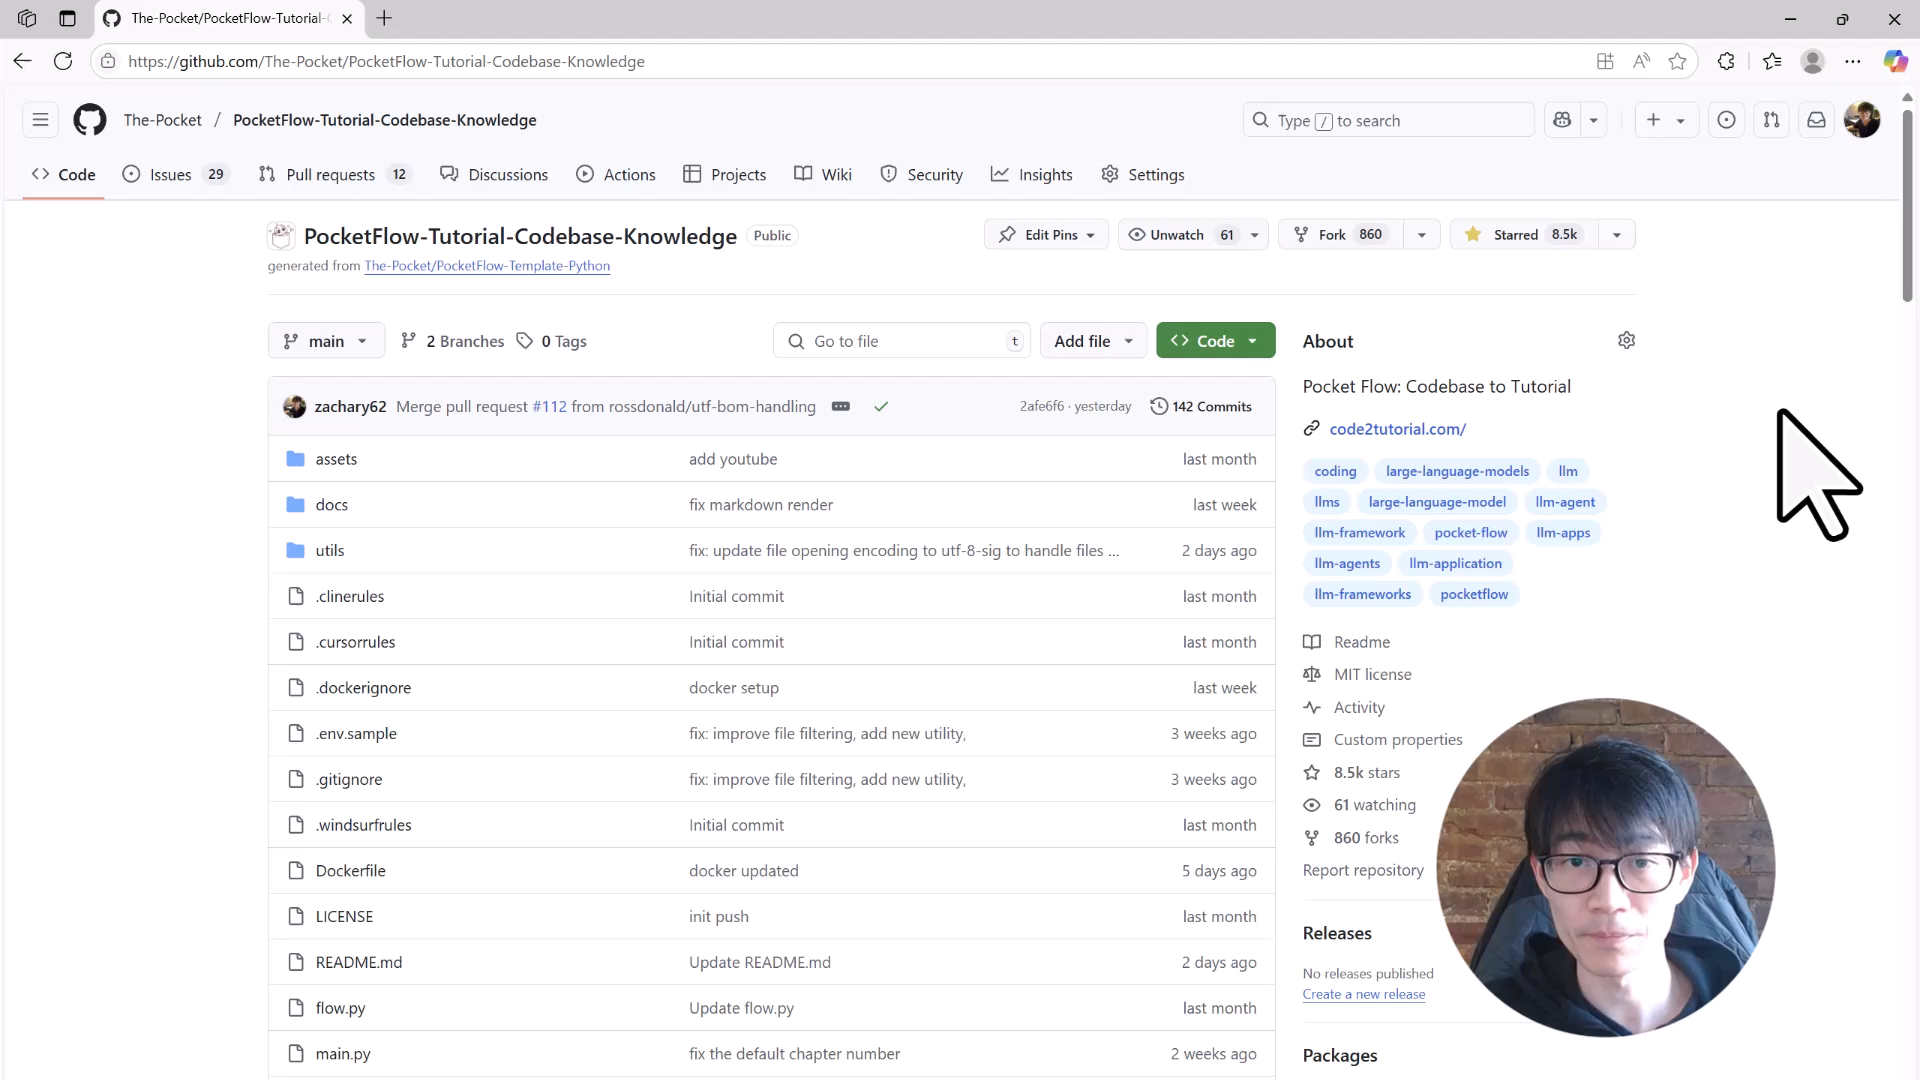 The-Pocket/PocketFlow-Tutorial-
https://github.com/The-Pocket/PocketFlow-Tutorial-Codebase-Knowledge
The-Pocket / PocketFlow-Tutorial-Codebase-Knowledge
Type / to search
Code
Issues 29
Pull requests 12
Discussions
Actions
Projects
Wiki
Security
Insights
Settings
PocketFlow-Tutorial-Codebase-Knowledge Public
Edit Pins
Unwatch 61
Fork 860
Starred 8.5k
generated from The-Pocket/PocketFlow-Template-Python
main
2 Branches
0 Tags
Go to file t
Add file
Code
zachary62 Merge pull request #112 from rossdonald/utf-bom-handling 2afe6f6 · yesterday 142 Commits
assets add youtube last month
docs fix markdown render last week
utils fix: update file opening encoding to utf-8-sig to handle files ... 2 days ago
.clinerules Initial commit last month
.cursorrules Initial commit last month
.dockerignore docker setup last week
.env.sample fix: improve file filtering, add new utility, 3 weeks ago
.gitignore fix: improve file filtering, add new utility, 3 weeks ago
.windsurfrules Initial commit last month
Dockerfile docker updated 5 days ago
LICENSE init push last month
README.md Update README.md 2 days ago
flow.py Update flow.py last month
main.py fix the default chapter number 2 weeks ago
About
Pocket Flow: Codebase to Tutorial
code2tutorial.com/
coding large-language-models llm
llms large-language-model llm-agent
llm-framework pocket-flow llm-apps
llm-agents llm-application
llm-frameworks pocketflow
Readme
MIT license
Activity
Custom properties
8.5k stars
61 watching
860 forks
Report repository
Releases
No releases published
Create a new release
Packages